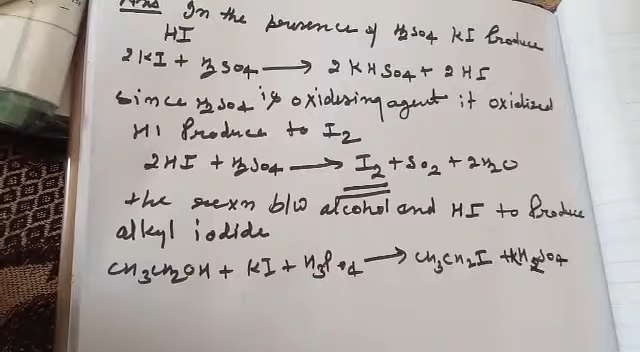 Ans In the presence of H2SO4 KI Produce
HI
2KI + H2SO4 → 2KHSO4 + 2HI
Since H2SO4 is oxidising agent it oxidized
HI Produce to I2
2HI + H2SO4 → I2 + SO2 + 2H2O
the rexn b/w alcohol and HI to Produce
alkyl iodide
CH3CH2OH + KI + H3PO4 → CH3CH2I + KH2SO4